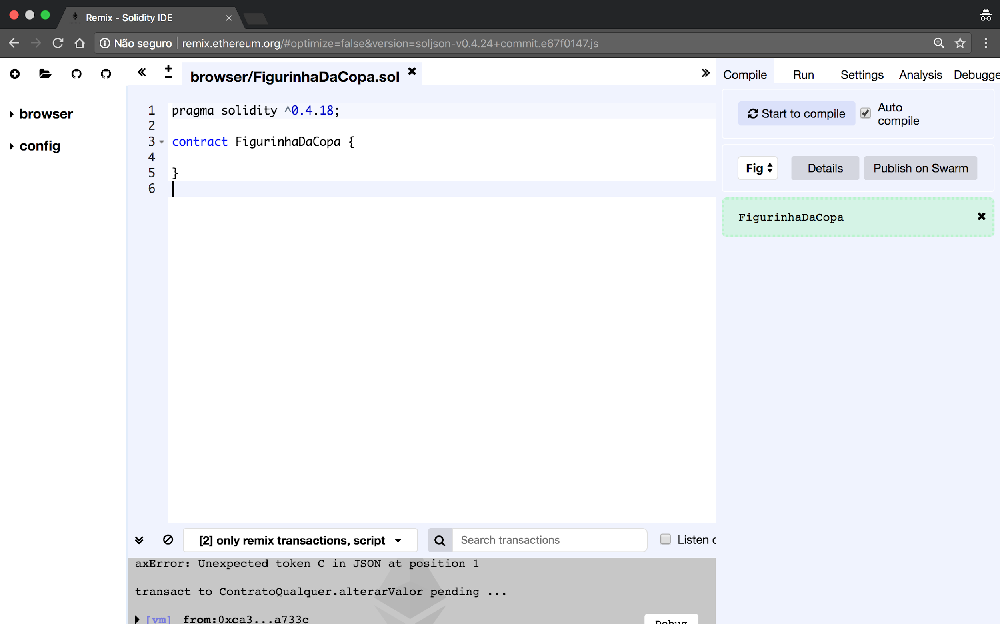 Remix - Solidity IDE
Não seguro remix.ethereum.org/#optimize=false&version=soljson-v0.4.24+commit.e67f0147.js
browser/FigurinhaDaCopa.sol
Compile Run Settings Analysis Debugge
browser
config
1 pragma solidity ^0.4.18;
2
3 contract FigurinhaDaCopa {
4
5 }
6
Start to compile
Auto
compile
Fig Details Publish on Swarm
FigurinhaDaCopa
[2] only remix transactions, script
Search transactions
Listen
axError: Unexpected token C in JSON at position 1
transact to ContratoQualquer.alterarValor pending ...
[vm] from:0xca3...a733c
Debug